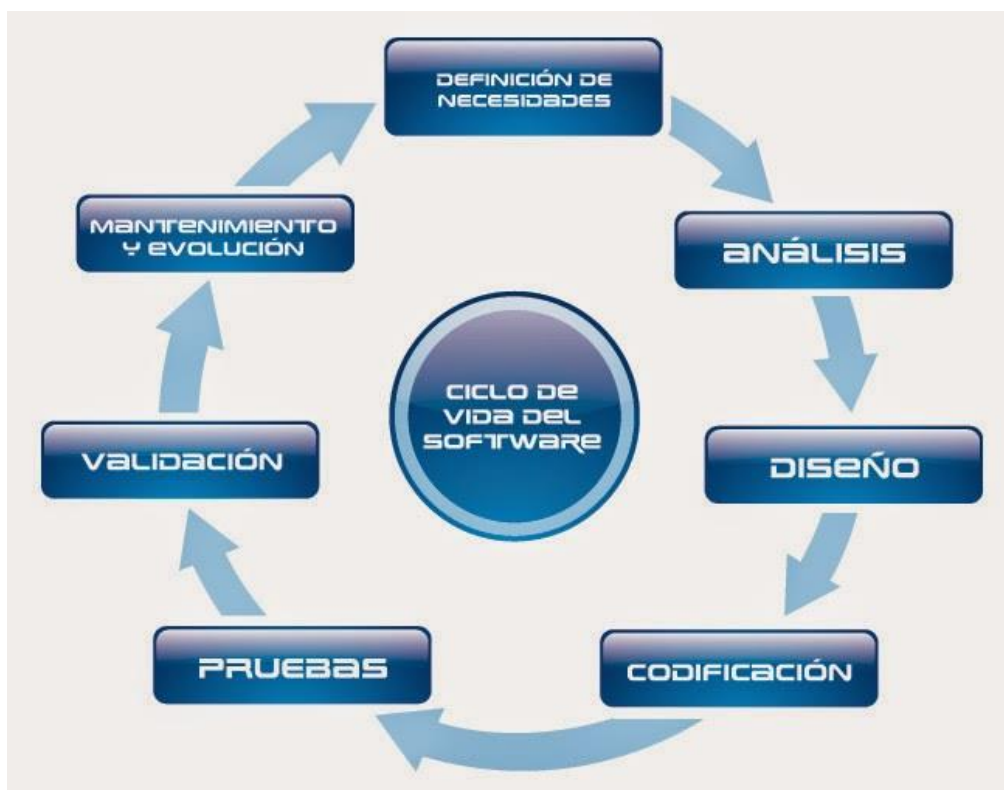 DEFINICIÓN DE
NECESIDADES
ANÁLISIS
DISEÑO
CODIFICACIÓN
PRUEBAS
VALIDACIÓN
MANTENIMIENTO
Y EVOLUCIÓN
CICLO DE
VIDA DEL
SOFTWARE